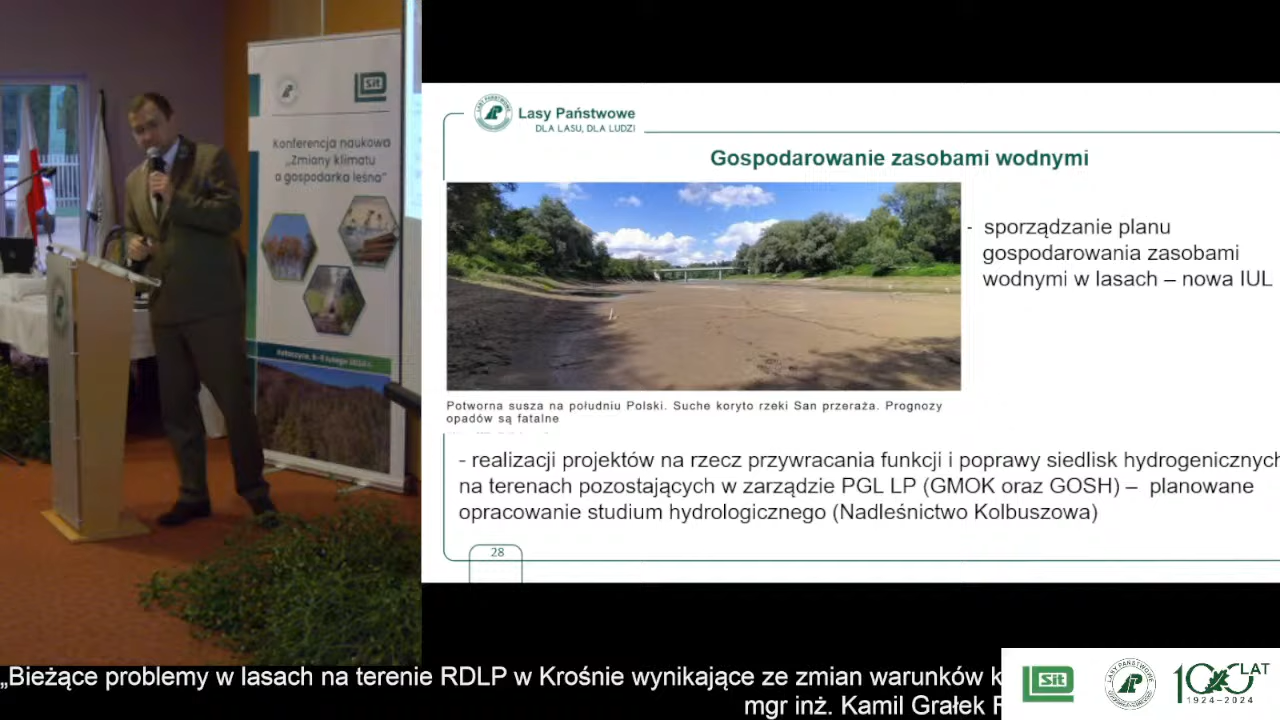 sit
Konferencja naukowa
„Zmiany klimatu
a gospodarka leśna”
Lasy Państwowe
DLA LASU, DLA LUDZI
Gospodarowanie zasobami wodnymi
- sporządzanie planu
gospodarowania zasobami
wodnymi w lasach – nowa IUL
Potworna susza na południu Polski. Suche koryto rzeki San przeraża. Prognozy
opadów są fatalne
- realizacji projektów na rzecz przywracania funkcji i poprawy siedlisk hydrogenicznych
na terenach pozostających w zarządzie PGL LP (GMOK oraz GOSH) – planowane
opracowanie studium hydrologicznego (Nadleśnictwo Kolbuszowa)
28
„Bieżące problemy w lasach na terenie RDLP w Krośnie wynikające ze zmian warunków k
mgr inż. Kamil Grałek R
sit
LASY PAŃSTWOWE
100 LAT
1924–2024